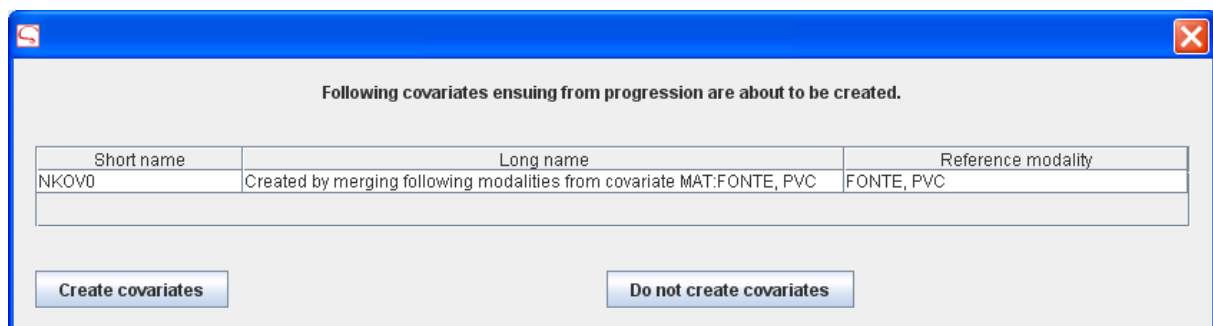 Following covariates ensuing from progression are about to be created.
Short name Long name Reference modality
NKOV0 Created by merging following modalities from covariate MAT:FONTE, PVC FONTE, PVC
Create covariates Do not create covariates